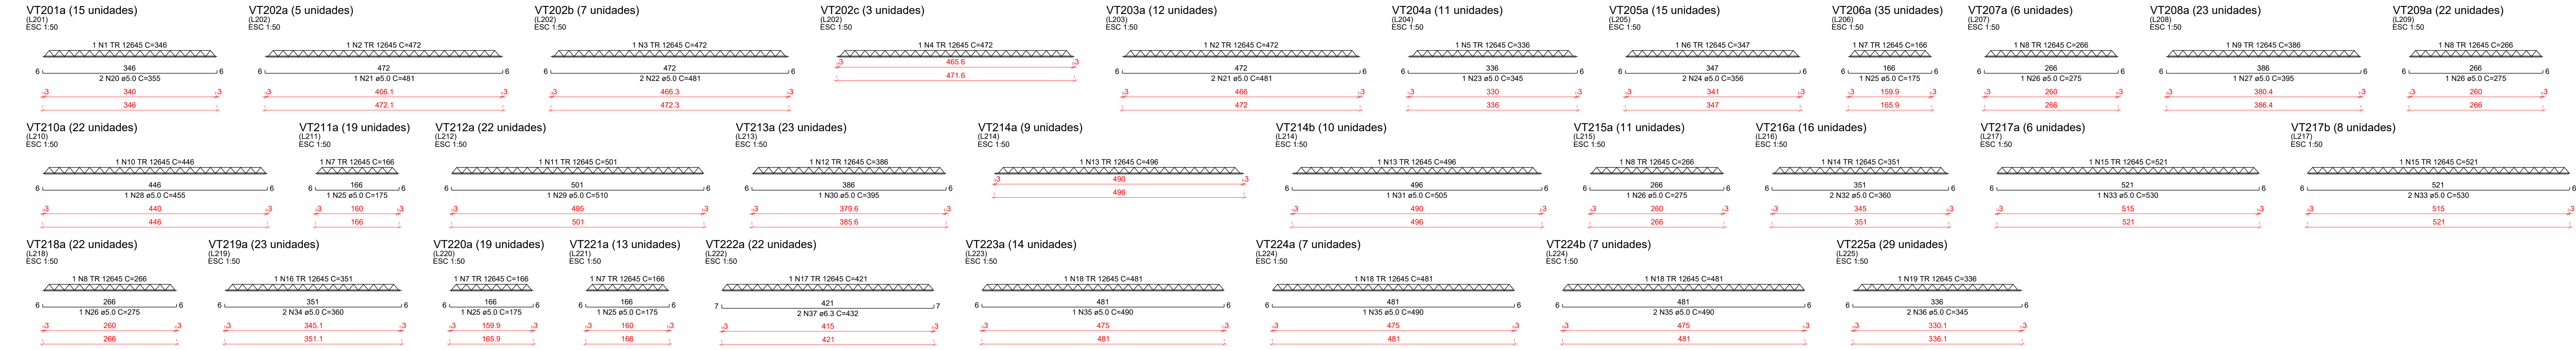 VT201a (15 unidades)
(L201)
ESC 1:50
1 N1 TR 12645 C=346
346
6 6
2 N20 ø5.0 C=355
3 340 3
346
VT202a (5 unidades)
(L202)
ESC 1:50
1 N2 TR 12645 C=472
472
6 6
1 N21 ø5.0 C=481
3 466.1 3
472.1
VT202b (7 unidades)
(L202)
ESC 1:50
1 N3 TR 12645 C=472
472
6 6
2 N22 ø5.0 C=481
3 466.3 3
472.3
VT202c (3 unidades)
(L202)
ESC 1:50
1 N4 TR 12645 C=472
3 465.6 3
471.6
VT203a (12 unidades)
(L203)
ESC 1:50
1 N2 TR 12645 C=472
472
6 6
2 N21 ø5.0 C=481
3 466 3
472
VT204a (11 unidades)
(L204)
ESC 1:50
1 N5 TR 12645 C=336
336
6 6
1 N23 ø5.0 C=345
3 330 3
336
VT205a (15 unidades)
(L205)
ESC 1:50
1 N6 TR 12645 C=347
347
6 6
2 N24 ø5.0 C=356
3 341 3
347
VT206a (35 unidades)
(L206)
ESC 1:50
1 N7 TR 12645 C=166
166
6 6
1 N25 ø5.0 C=175
3 159.9 3
165.9
VT207a (6 unidades)
(L207)
ESC 1:50
1 N8 TR 12645 C=266
266
6 6
1 N26 ø5.0 C=275
3 260 3
266
VT208a (23 unidades)
(L208)
ESC 1:50
1 N9 TR 12645 C=386
386
6 6
1 N27 ø5.0 C=395
3 380.4 3
386.4
VT209a (22 unidades)
(L209)
ESC 1:50
1 N8 TR 12645 C=266
266
6 6
1 N26 ø5.0 C=275
3 260 3
266
VT210a (22 unidades)
(L210)
ESC 1:50
1 N10 TR 12645 C=446
446
6 6
1 N28 ø5.0 C=455
3 440 3
446
VT211a (19 unidades)
(L211)
ESC 1:50
1 N7 TR 12645 C=166
166
6 6
1 N25 ø5.0 C=175
3 160 3
166
VT212a (22 unidades)
(L212)
ESC 1:50
1 N11 TR 12645 C=501
501
6 6
1 N29 ø5.0 C=510
3 495 3
501
VT213a (23 unidades)
(L213)
ESC 1:50
1 N12 TR 12645 C=386
386
6 6
1 N30 ø5.0 C=395
3 379.6 3
385.6
VT214a (9 unidades)
(L214)
ESC 1:50
1 N13 TR 12645 C=496
3 490 3
496
VT214b (10 unidades)
(L214)
ESC 1:50
1 N13 TR 12645 C=496
496
6 6
1 N31 ø5.0 C=505
3 490 3
496
VT215a (11 unidades)
(L215)
ESC 1:50
1 N8 TR 12645 C=266
266
6 6
1 N26 ø5.0 C=275
3 260 3
266
VT216a (16 unidades)
(L216)
ESC 1:50
1 N14 TR 12645 C=351
351
6 6
2 N32 ø5.0 C=360
3 345 3
351
VT217a (6 unidades)
(L217)
ESC 1:50
1 N15 TR 12645 C=521
521
6 6
1 N33 ø5.0 C=530
3 515 3
521
VT217b (8 unidades)
(L217)
ESC 1:50
1 N15 TR 12645 C=521
521
6 6
2 N33 ø5.0 C=530
3 515 3
521
VT218a (22 unidades)
(L218)
ESC 1:50
1 N8 TR 12645 C=266
266
6 6
1 N26 ø5.0 C=275
3 260 3
266
VT219a (23 unidades)
(L219)
ESC 1:50
1 N16 TR 12645 C=351
351
6 6
2 N34 ø5.0 C=360
3 345.1 3
351.1
VT220a (19 unidades)
(L220)
ESC 1:50
1 N7 TR 12645 C=166
166
6 6
1 N25 ø5.0 C=175
3 159.9 3
165.9
VT221a (13 unidades)
(L221)
ESC 1:50
1 N7 TR 12645 C=166
166
6 6
1 N25 ø5.0 C=175
3 160 3
166
VT222a (22 unidades)
(L222)
ESC 1:50
1 N17 TR 12645 C=421
421
7 7
2 N37 ø6.3 C=432
3 415 3
421
VT223a (14 unidades)
(L223)
ESC 1:50
1 N18 TR 12645 C=481
481
6 6
1 N35 ø5.0 C=490
3 475 3
481
VT224a (7 unidades)
(L224)
ESC 1:50
1 N18 TR 12645 C=481
481
6 6
1 N35 ø5.0 C=490
3 475 3
481
VT224b (7 unidades)
(L224)
ESC 1:50
1 N18 TR 12645 C=481
481
6 6
2 N35 ø5.0 C=490
3 475 3
481
VT225a (29 unidades)
(L225)
ESC 1:50
1 N19 TR 12645 C=336
336
6 6
2 N36 ø5.0 C=345
3 330.1 3
336.1